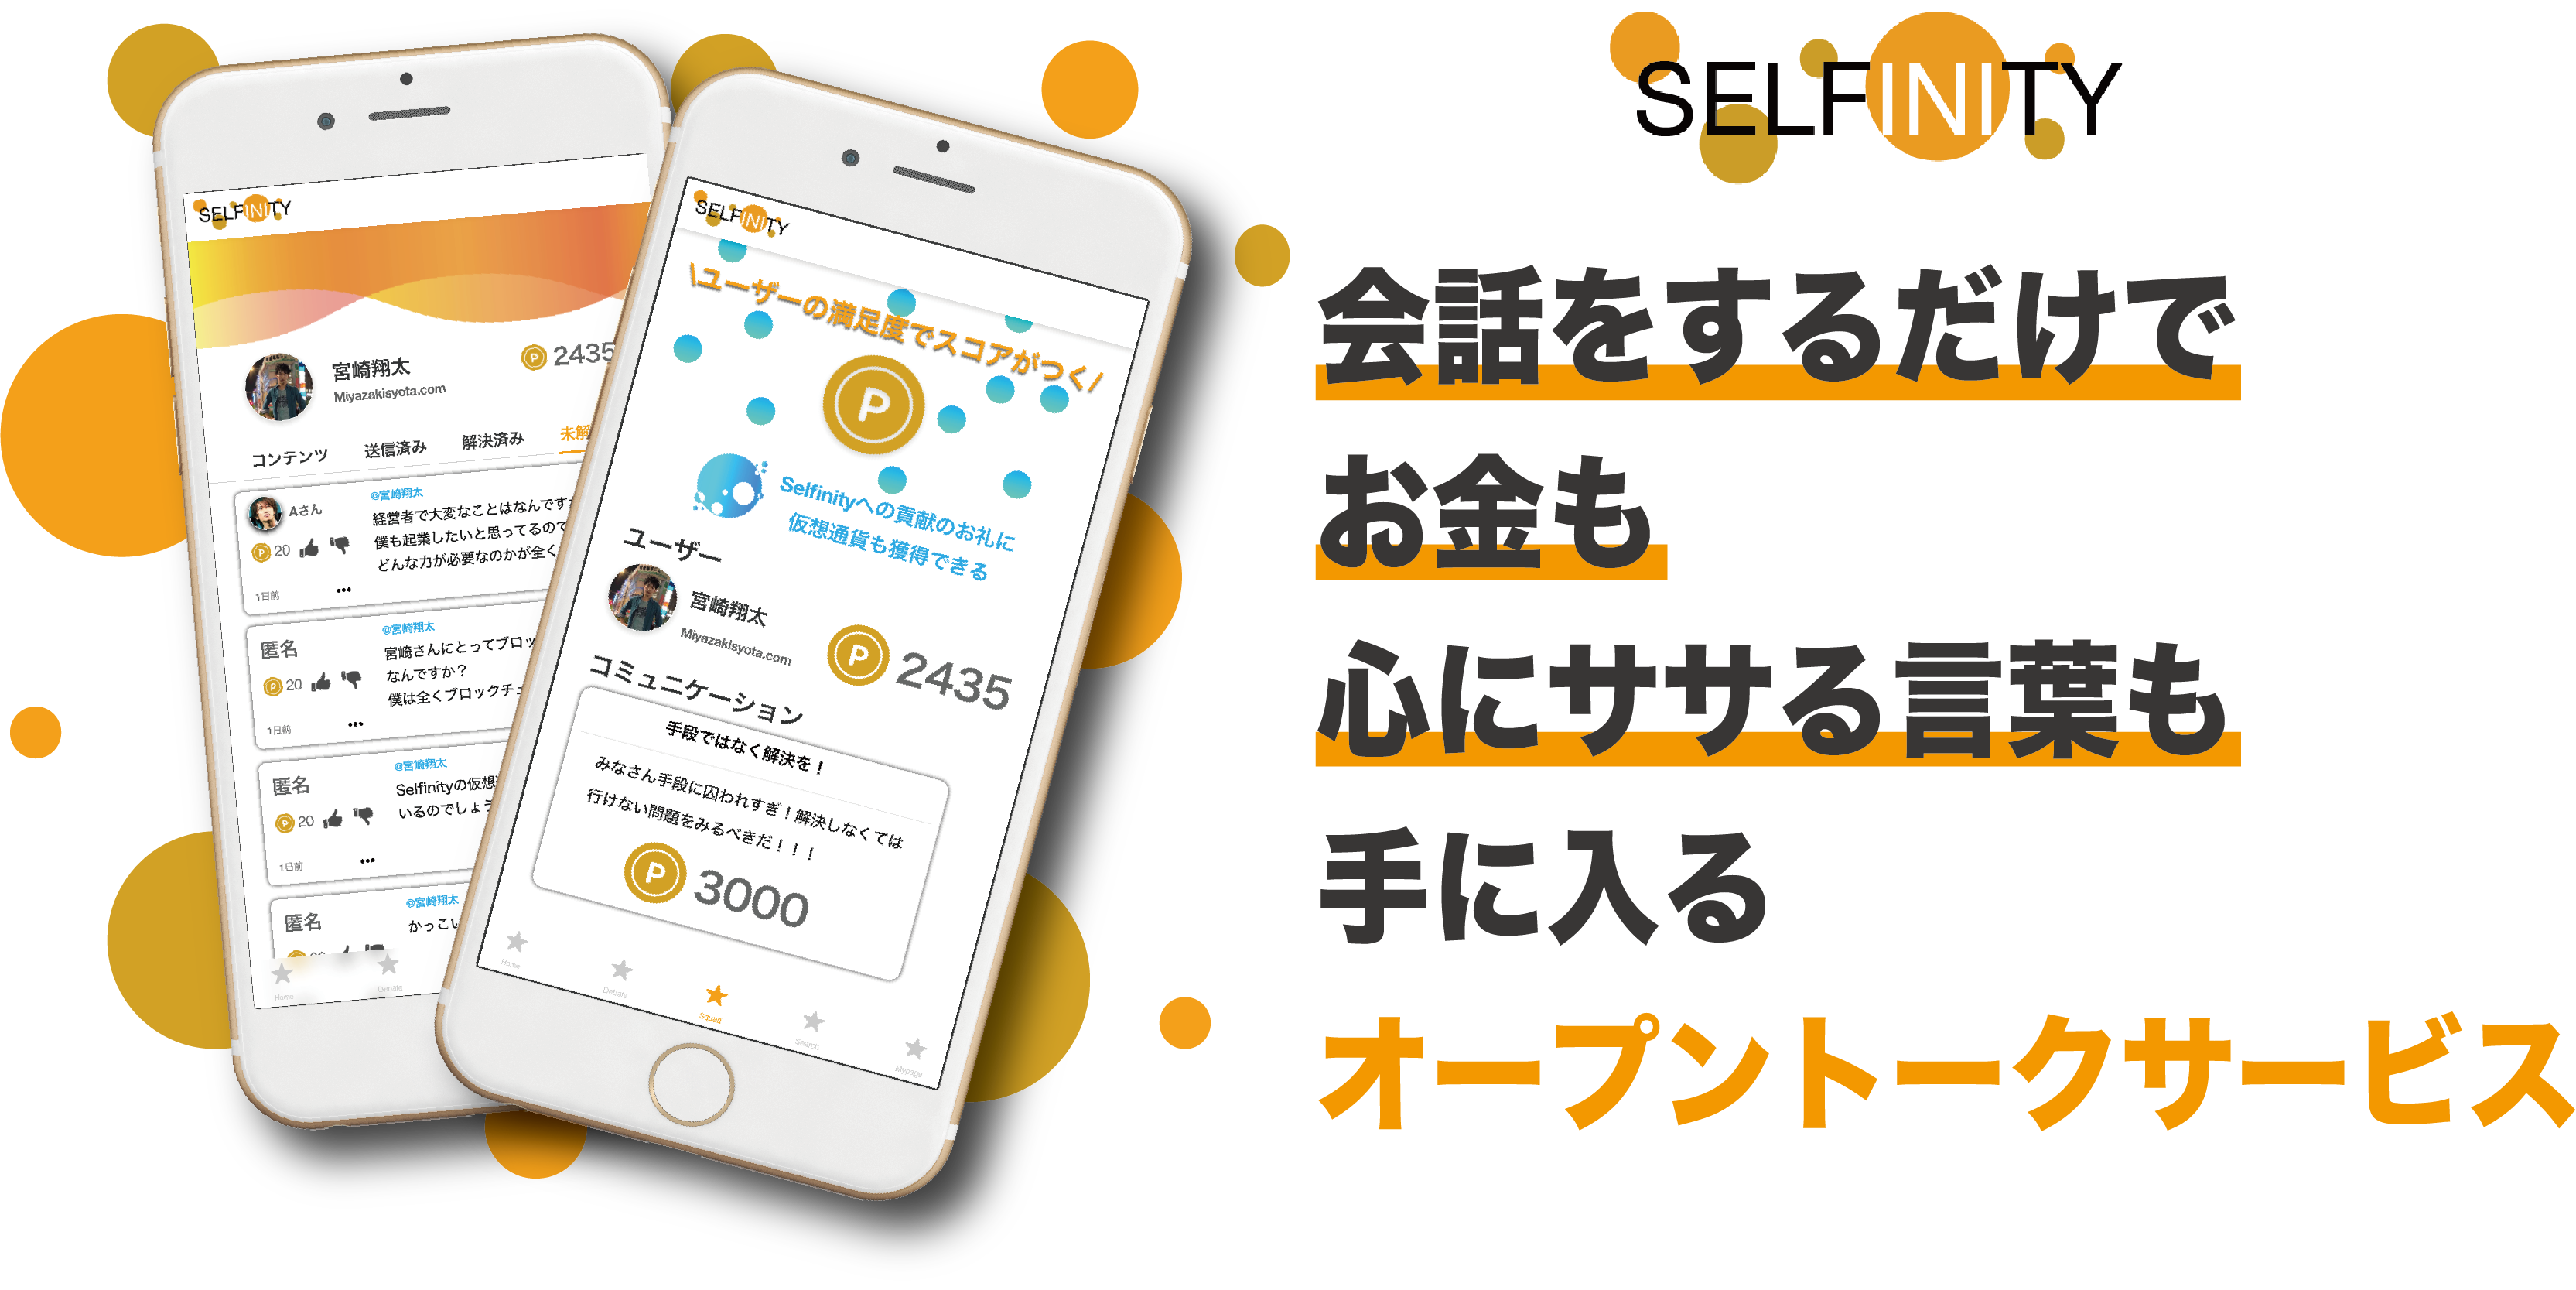 SELFINITY
会話をするだけで
お金も
心にササる言葉も
手に入る
オープントークサービス
SELFINITY
宮崎翔太
Miyazakisyota.com
2435
コンテンツ
送信済み
解決済み
未解
Aさん
@宮崎翔太
経営者で大変なことはなんですか
僕も起業したいと思ってるので
どんな力が必要なのかが全く
P 20
1日前
匿名
@宮崎翔太
宮崎さんにとってブロッ
なんですか？
僕は全くブロックチェ
P 20
1日前
匿名
@宮崎翔太
Selfinityの仮想通
いるのでしょう
P 20
1日前
匿名
@宮崎翔太
かっこい
Home
Debate
SELFINITY
\ユーザーの満足度でスコアがつく/
P
Selfinityへの貢献のお礼に
仮想通貨も獲得できる
ユーザー
宮崎翔太
Miyazakisyota.com
P 2435
コミュニケーション
手段ではなく解決を！
みなさん手段に囚われすぎ！解決しなくては
行けない問題をみるべきだ！！！
P 3000
Home
Debate
Squad
Search
Mypage